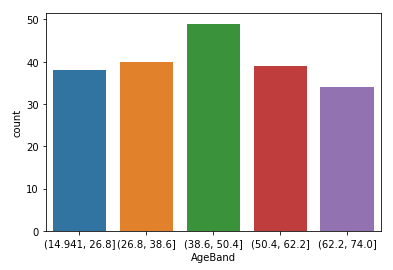 50
40
30
20
10
0
count
(14.941, 26.8] (26.8, 38.6] (38.6, 50.4] (50.4, 62.2] (62.2, 74.0]
AgeBand